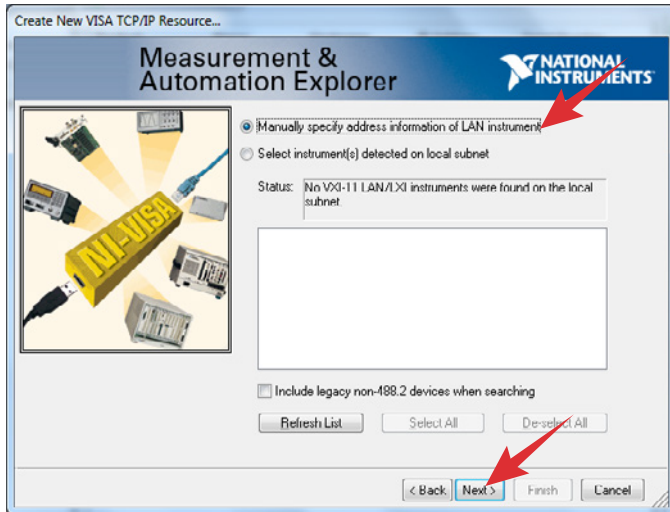 Create New VISA TCP/IP Resource...
Measurement &
Automation Explorer
NATIONAL
INSTRUMENTS
Manually specify address information of LAN instrument
Select instrument(s) detected on local subnet
Status:
No VXI-11 LAN/LXI instruments were found on the local
subnet.
NI-VISA
Include legacy non-488.2 devices when searching
Refresh List
Select All
De-select All
< Back
Next >
Finish
Cancel